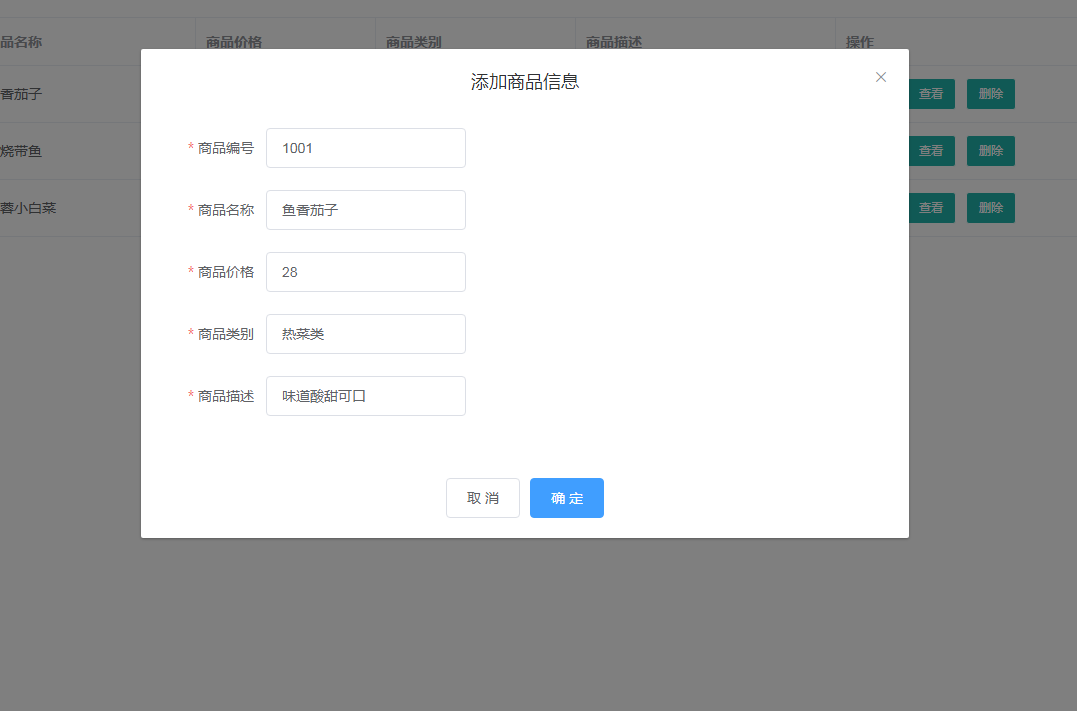 品名称 商品价格 商品类别 商品描述 操作
香茄子 查看 删除
烧带鱼 查看 删除
蓉小白菜 查看 删除
添加商品信息
* 商品编号 1001
* 商品名称 鱼香茄子
* 商品价格 28
* 商品类别 热菜类
* 商品描述 味道酸甜可口
取 消 确 定